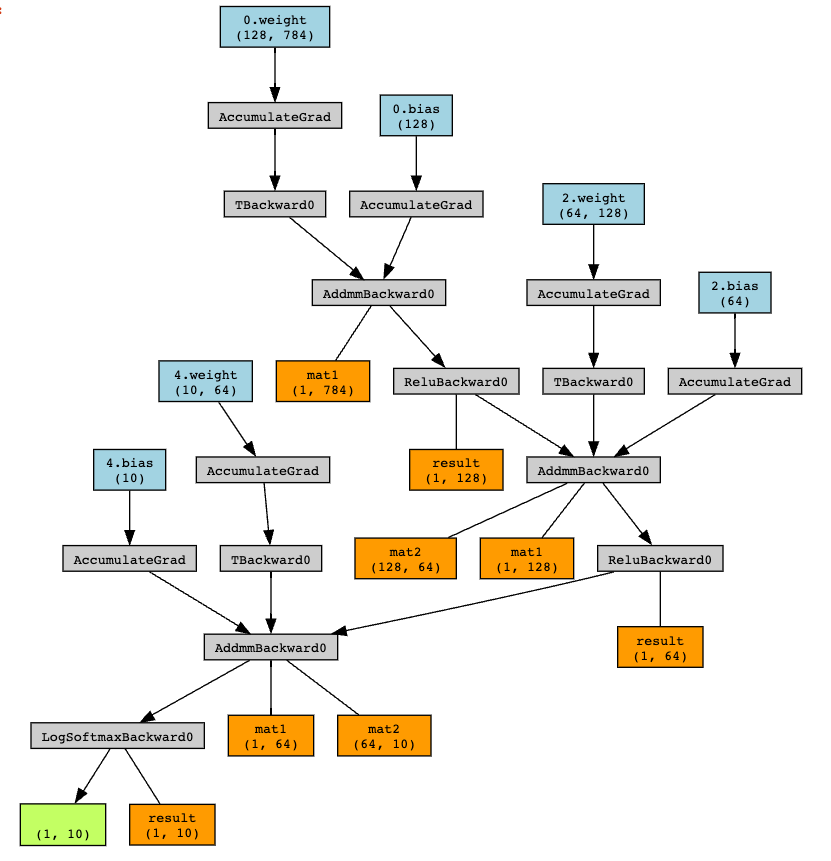 0.weight
(128, 784)
AccumulateGrad
0.bias
(128)
TBackward0
AccumulateGrad
2.weight
(64, 128)
AddmmBackward0
AccumulateGrad
2.bias
(64)
4.weight
(10, 64)
mat1
(1, 784)
ReluBackward0
TBackward0
AccumulateGrad
4.bias
(10)
AccumulateGrad
result
(1, 128)
AddmmBackward0
AccumulateGrad
TBackward0
mat2
(128, 64)
mat1
(1, 128)
ReluBackward0
AddmmBackward0
result
(1, 64)
LogSoftmaxBackward0
mat1
(1, 64)
mat2
(64, 10)
(1, 10)
result
(1, 10)